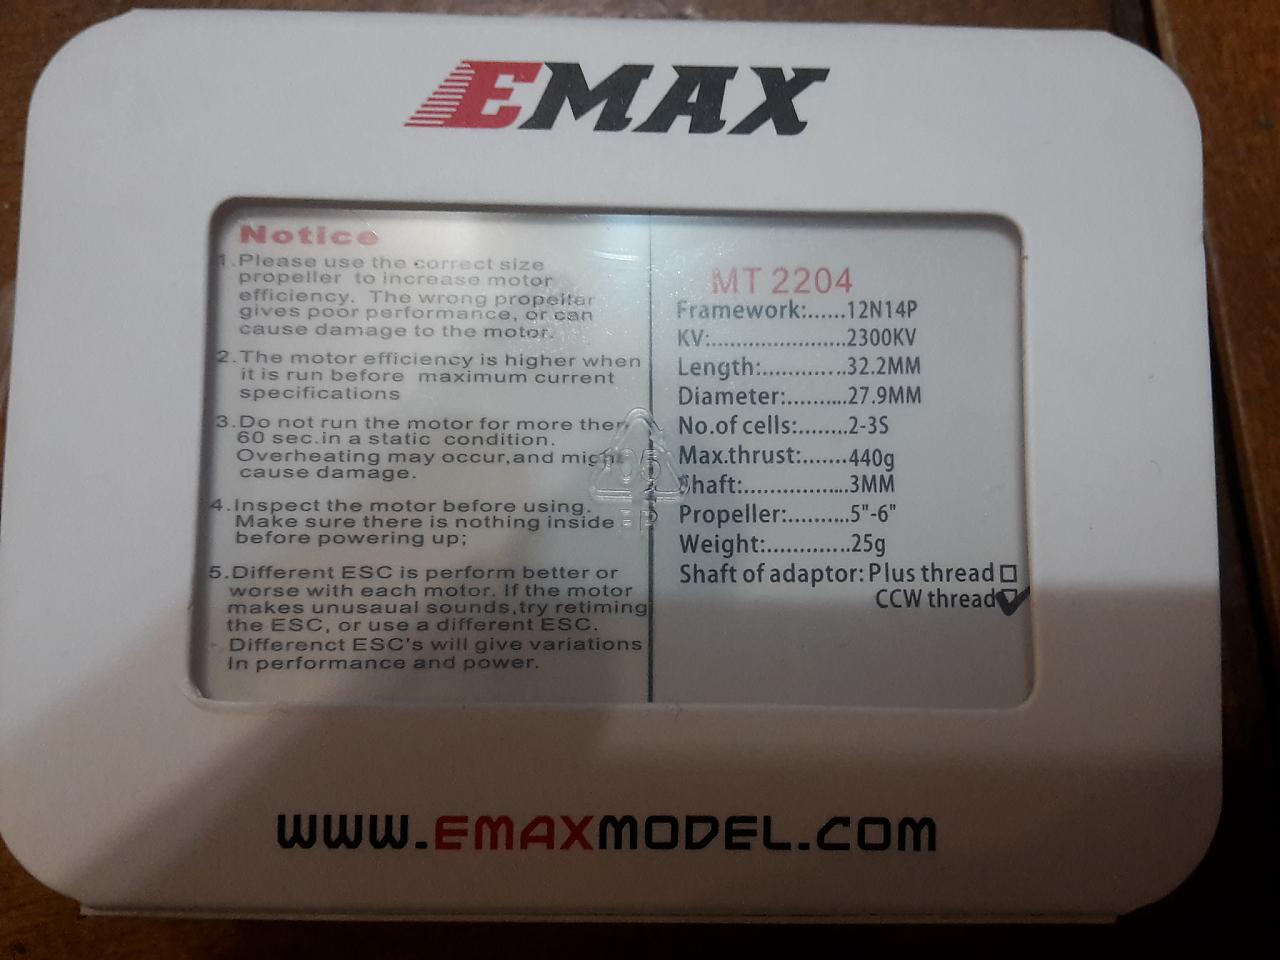 EMAX
Notice
1.Please use the correct size
propeller to increase motor
efficiency. The wrong propeller
gives poor performance, or can
cause damage to the motor.
2.The motor efficiency is higher when
it is run before maximum current
specifications
3.Do not run the motor for more then
60 sec.in a static condition.
Overheating may occur,and might
cause damage.
4.Inspect the motor before using.
Make sure there is nothing inside
before powering up;
5.Different ESC is perform better or
worse with each motor. If the motor
makes unusaual sounds,try retiming
the ESC, or use a different ESC.
Differenct ESC's will give variations
In performance and power.
MT 2204
Framework:......12N14P
KV:......................2300KV
Length:.............32.2MM
Diameter:..........27.9MM
No.of cells:........2-3S
Max.thrust:.......440g
Shaft:.................3MM
Propeller:..........5"-6"
Weight:.............25g
Shaft of adaptor: Plus thread
CCW thread
WWW.EMAXMODEL.COM